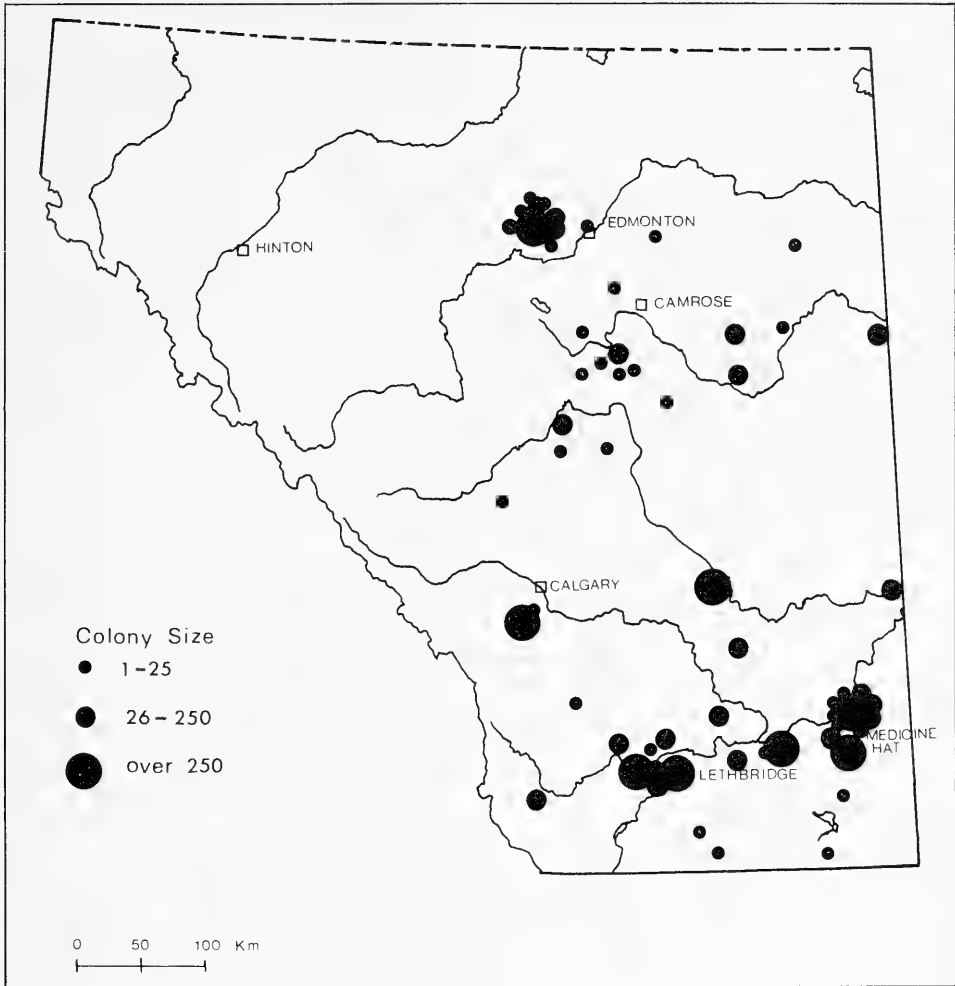 EDMONTON
HINTON
CAMROSE
CALGARY
Colony Size
1-25
26-250
over 250
MEDICINE
HAT
LETHBRIDGE
0 50 100 Km